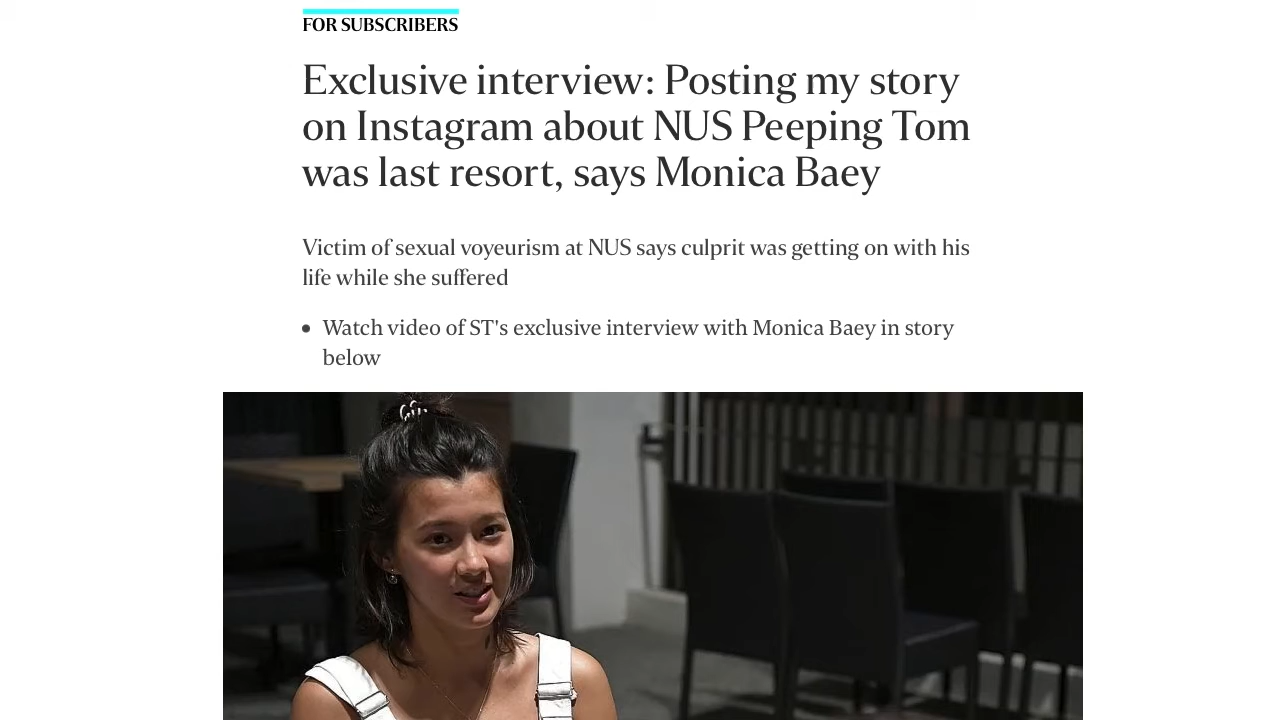 FOR SUBSCRIBERS
Exclusive interview: Posting my story
on Instagram about NUS Peeping Tom
was last resort, says Monica Baey
Victim of sexual voyeurism at NUS says culprit was getting on with his
life while she suffered
• Watch video of ST's exclusive interview with Monica Baey in story
below